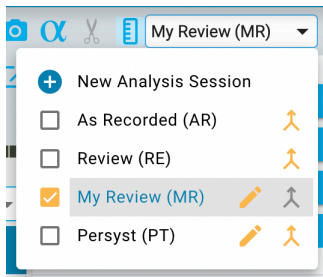 α My Review (MR)
New Analysis Session
As Recorded (AR)
Review (RE)
My Review (MR)
Persyst (PT)